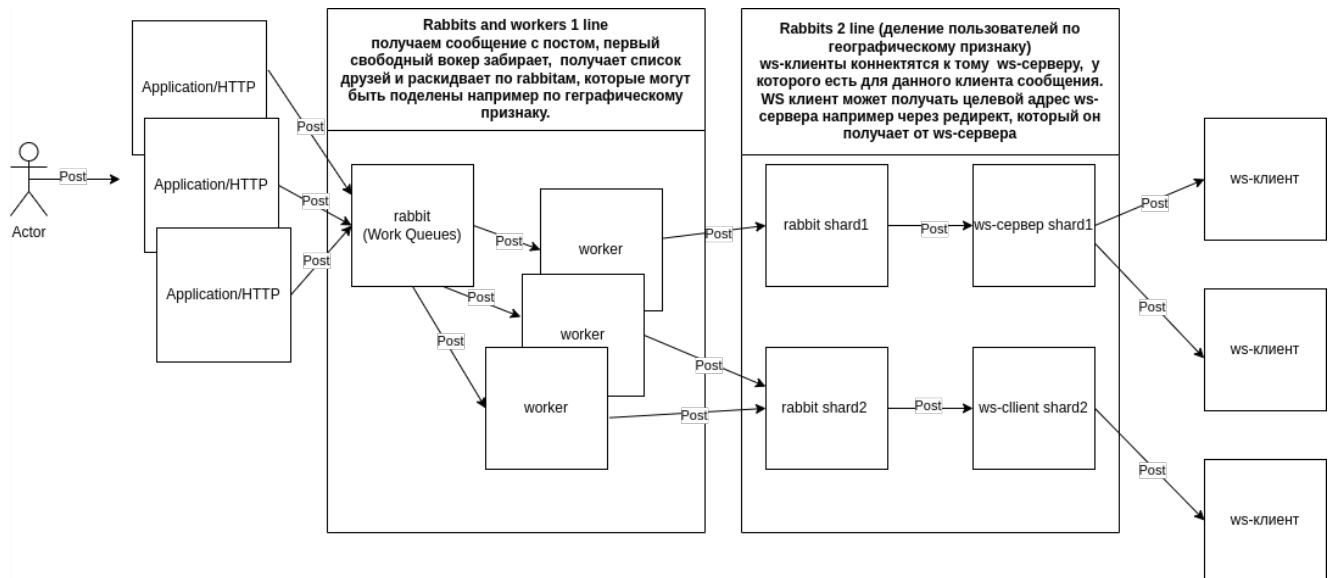 Rabbits and workers 1 line
получаем сообщение с постом, первый
свободный вокер забирает, получает список
друзей и раскидвает по rabbitам, которые могут
быть поделены например по геграфическому
признаку.
Rabbits 2 line (деление пользователей по
географическому признаку)
ws-клиенты коннектятся к тому ws-серверу, у
которого есть для данного клиента сообщения.
WS клиент может получать целевой адрес ws-
сервера например через редирект, который он
получает от ws-сервера
Actor
Post
Application/HTTP
Application/HTTP
Application/HTTP
Post
Post
Post
rabbit
(Work Queues)
Post
Post
Post
worker
worker
worker
Post
Post
Post
rabbit shard1
Post
ws-сервер shard1
rabbit shard2
Post
ws-cllient shard2
Post
Post
Post
ws-клиент
ws-клиент
ws-клиент